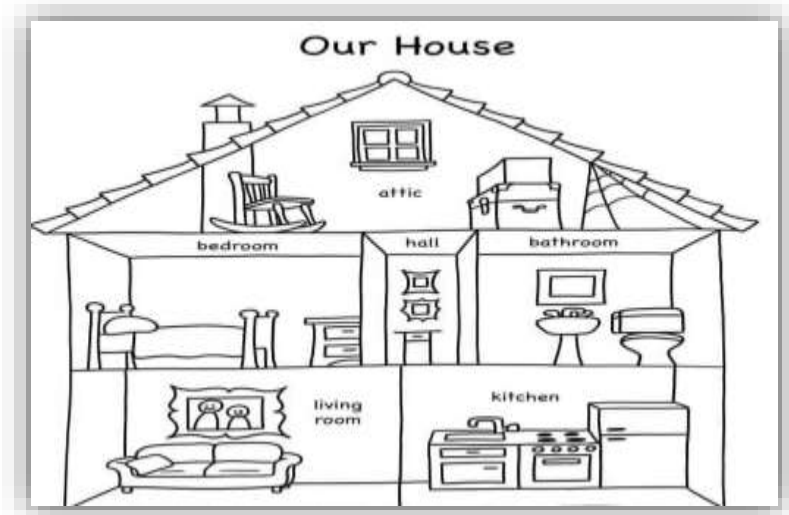 Our House
attic
bedroom hall bathroom
living
room
kitchen